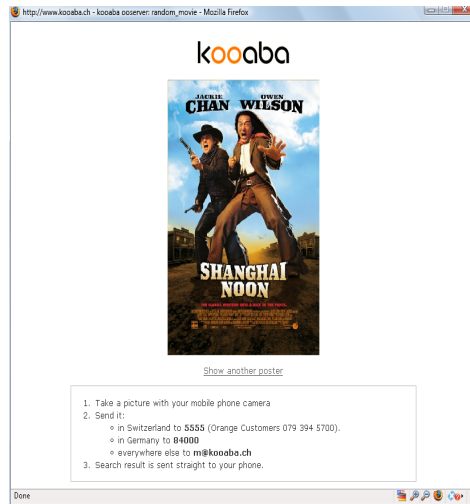 http://www.kooaba.ch - kooaba ooserver: random_movie - Mozilla Firefox
kooaba
JACKIE OWEN
CHAN WILSON
SHANGHAI
NOON
Show another poster
1. Take a picture with your mobile phone camera
2. Send it:
in Switzerland to 5555 (Orange Customers 079 394 5700).
in Germany to 84000
everywhere else to m@kooaba.ch
3. Search result is sent straight to your phone.
Done